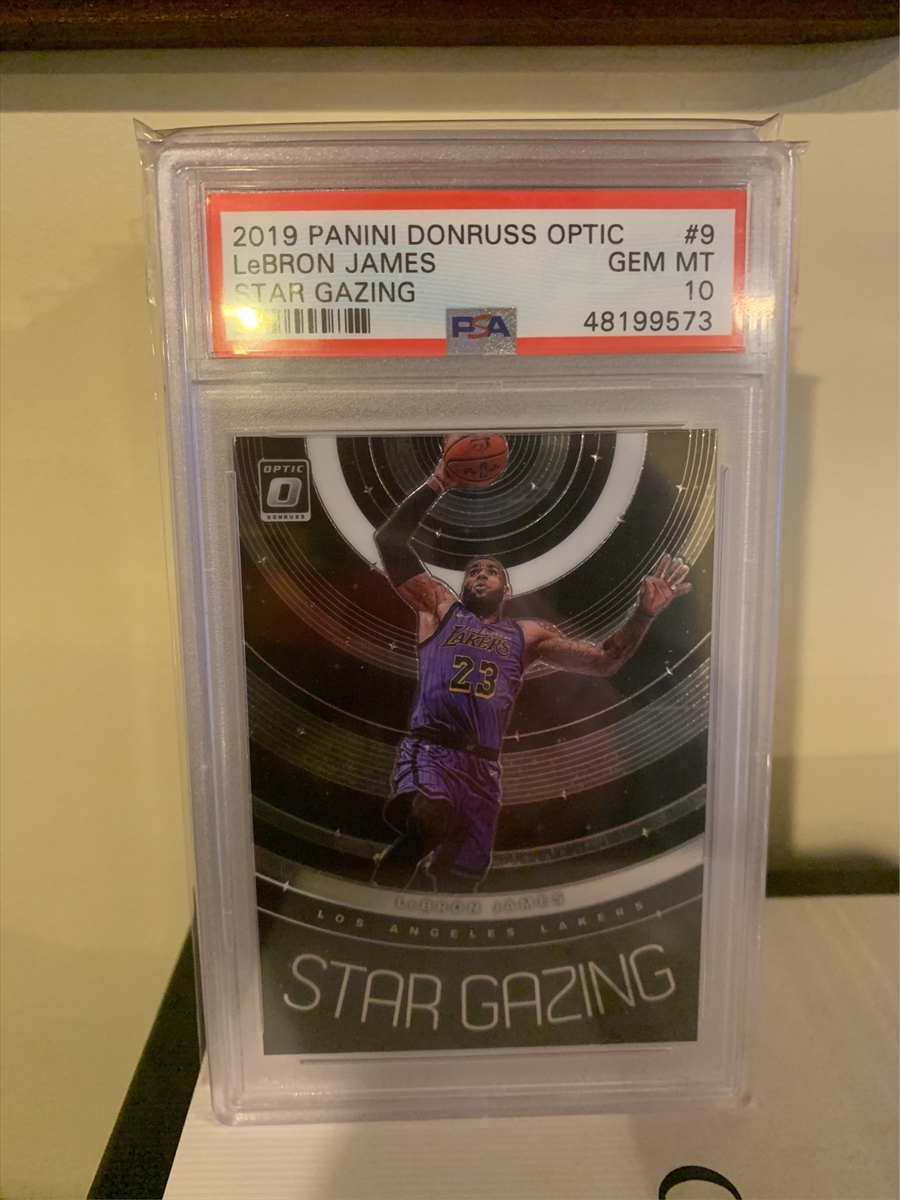 2019 PANINI DONRUSS OPTIC #9
LeBRON JAMES GEM MT
STAR GAZING 10
PSA 48199573
OPTIC
DONRUSS
LAKERS
23
LeBRON JAMES
LOS ANGELES LAKERS
STAR GAZING